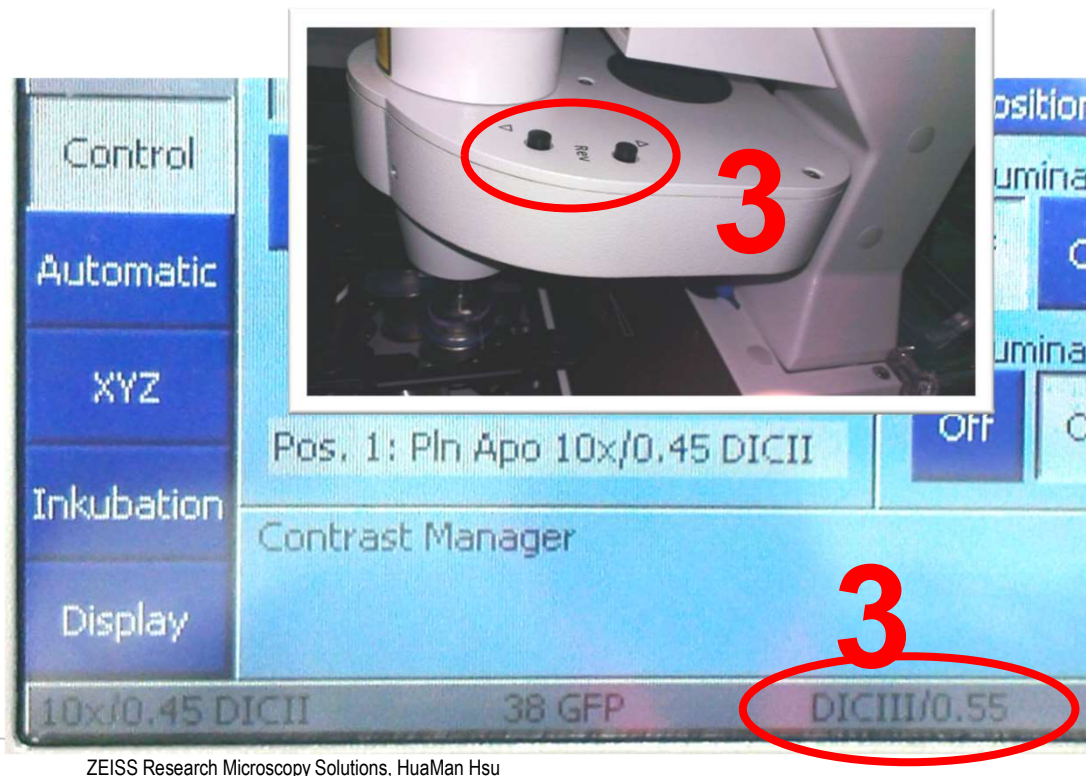 Rev
3
Control
Automatic
XYZ
Inkubation
Display
Pos. 1: Pln Apo 10x/0.45 DICII
Off
Contrast Manager
3
10x/0.45 DICII
38 GFP
DICIII/0.55
ZEISS Research Microscopy Solutions, HuaMan Hsu